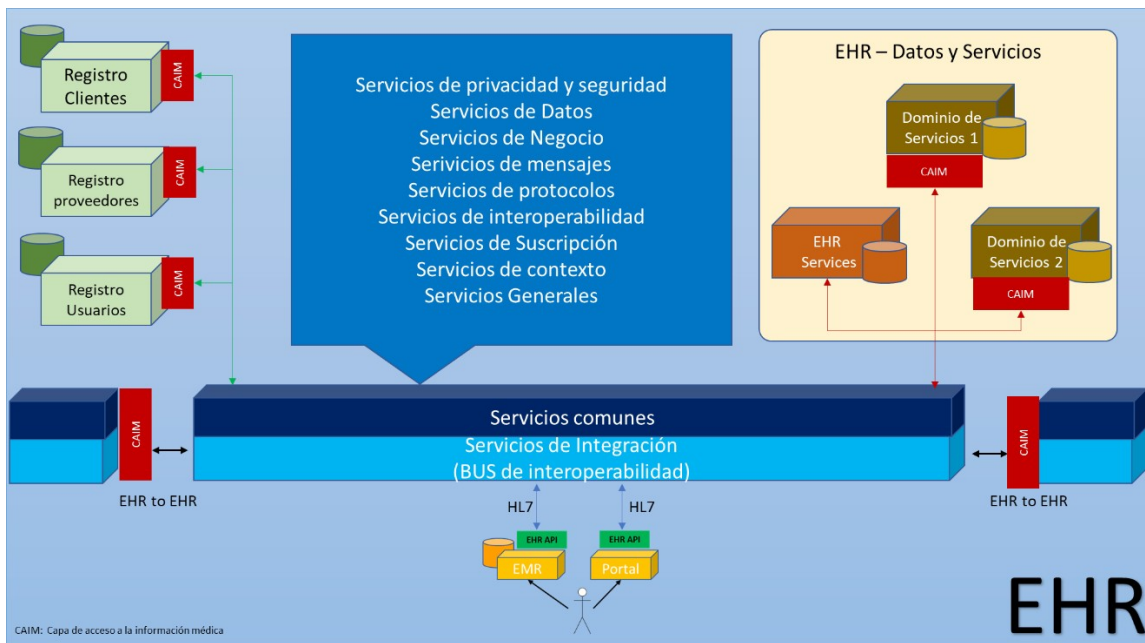 Registro
Clientes
CAIM
Registro
proveedores
CAIM
Registro
Usuarios
CAIM
Servicios de privacidad y seguridad
Servicios de Datos
Servicios de Negocio
Serivicios de mensajes
Servicios de protocolos
Servicios de interoperabilidad
Servicios de Suscripción
Servicios de contexto
Servicios Generales
EHR – Datos y Servicios
Dominio de
Servicios 1
CAIM
EHR
Services
Dominio de
Servicios 2
CAIM
CAIM
EHR to EHR
Servicios comunes
Servicios de Integración
(BUS de interoperabilidad)
CAIM
EHR to EHR
HL7
HL7
EHR API
EHR API
EMR
Portal
CAIM: Capa de acceso a la información médica
EHR